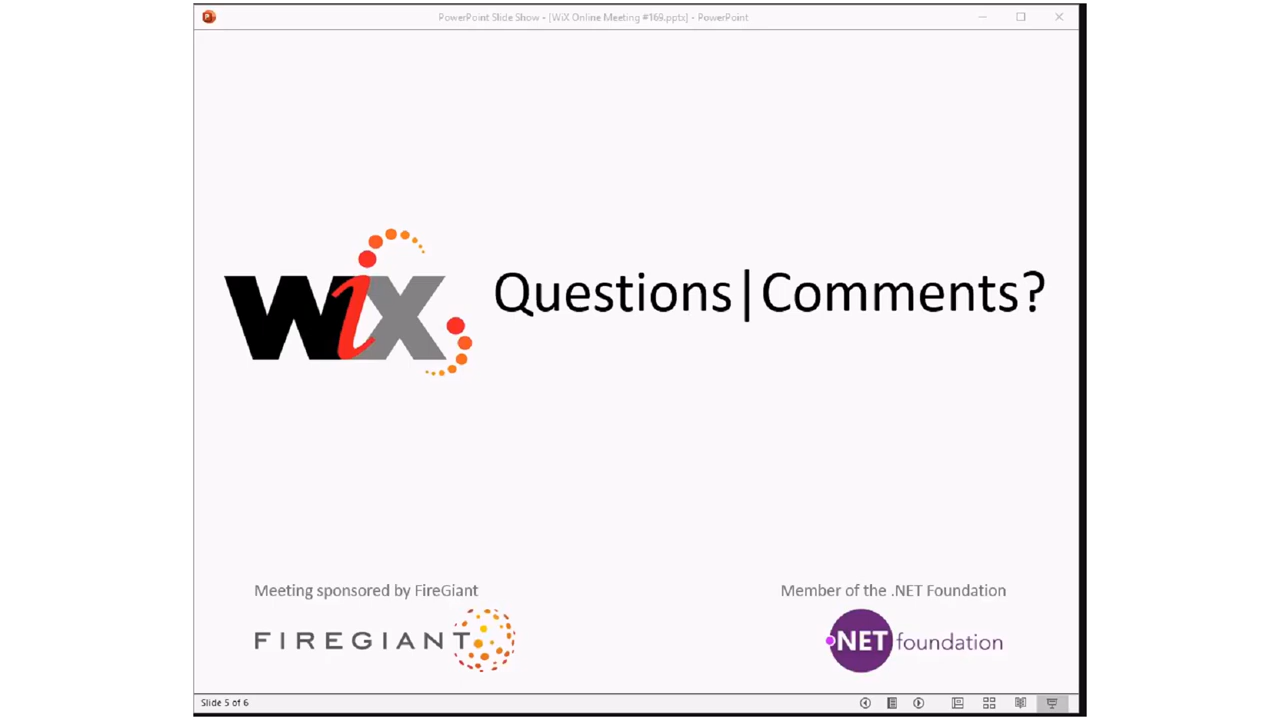 PowerPoint Slide Show - [WiX Online Meeting #169.pptx] - PowerPoint
WiX
Questions|Comments?
Meeting sponsored by FireGiant
Member of the .NET Foundation
FIREGIANT
.NET foundation
Slide 5 of 6